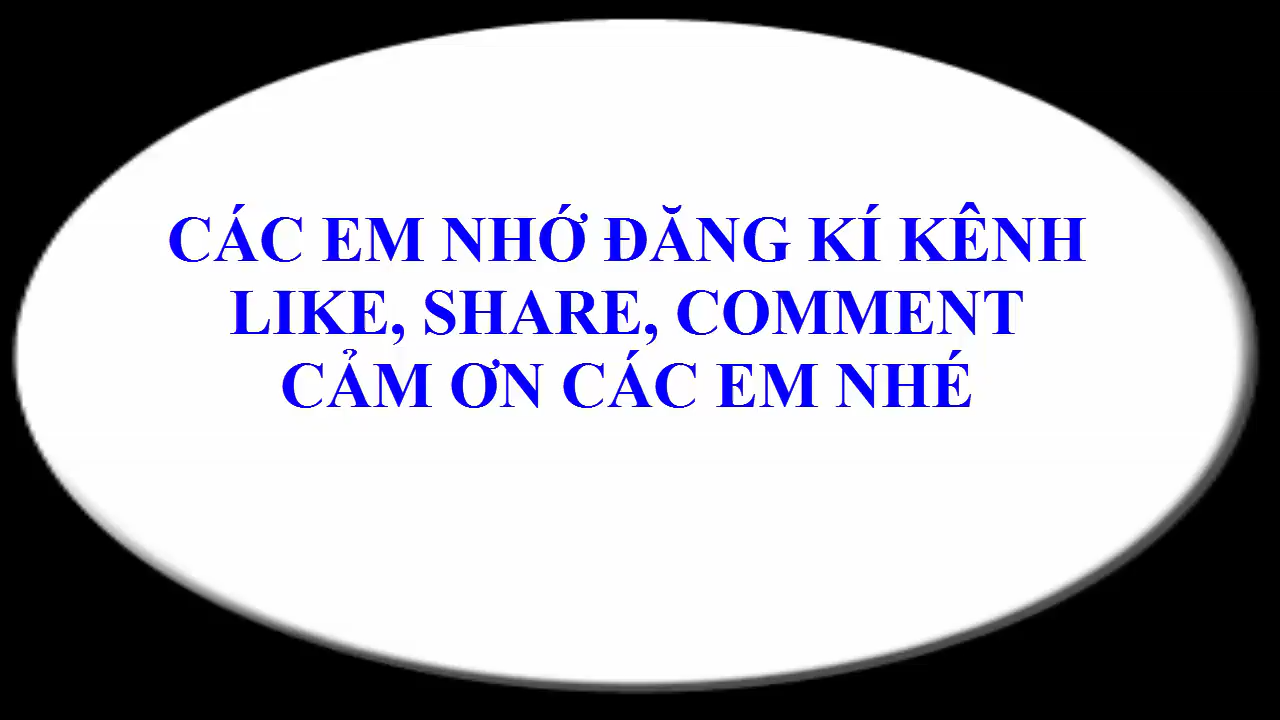 CÁC EM NHỚ ĐĂNG KÍ KÊNH
LIKE, SHARE, COMMENT
CẢM ƠN CÁC EM NHÉ